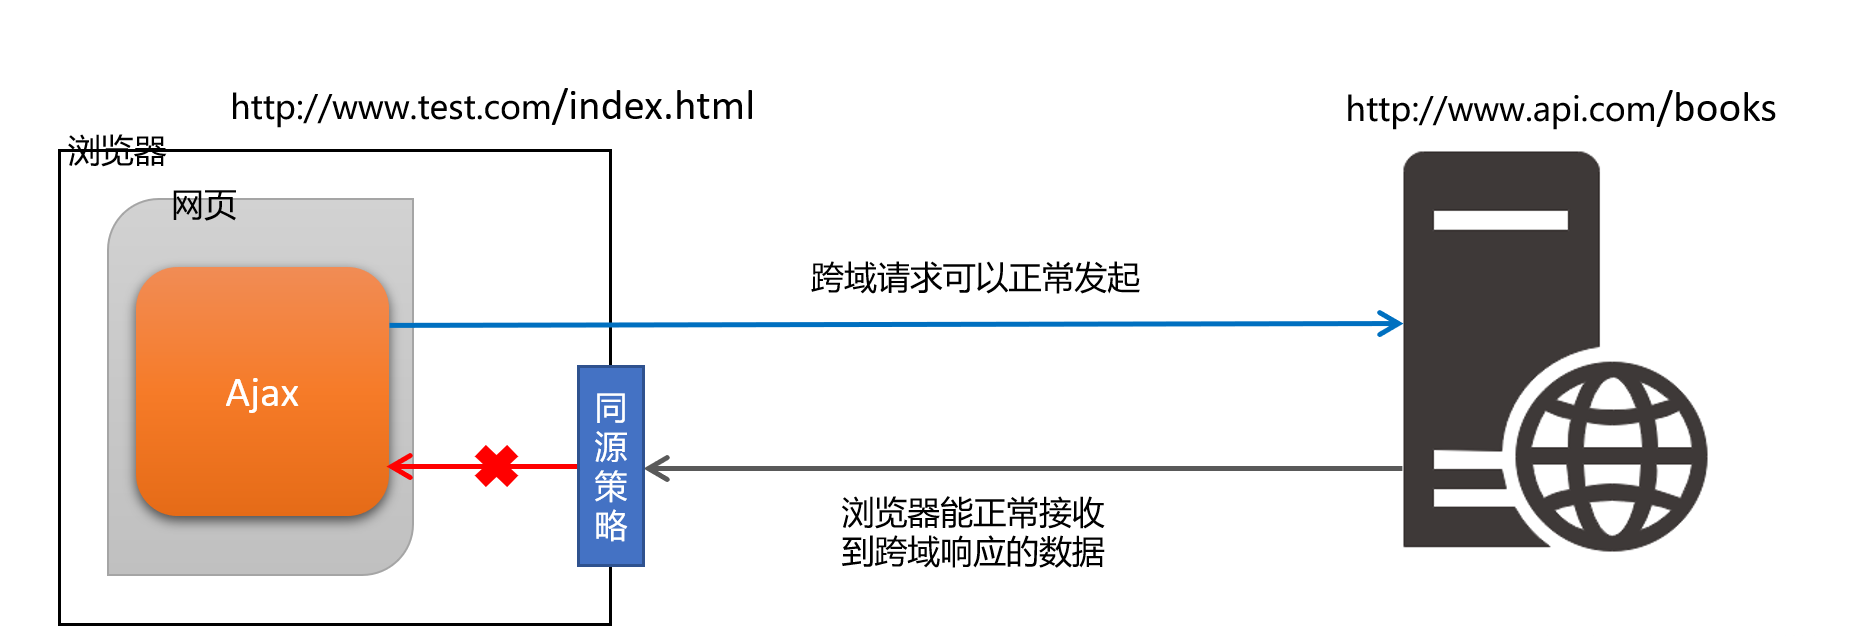 http://www.test.com/index.html
http://www.api.com/books
浏览器
网页
跨域请求可以正常发起
Ajax
同
源
策
略
浏览器能正常接收
到跨域响应的数据